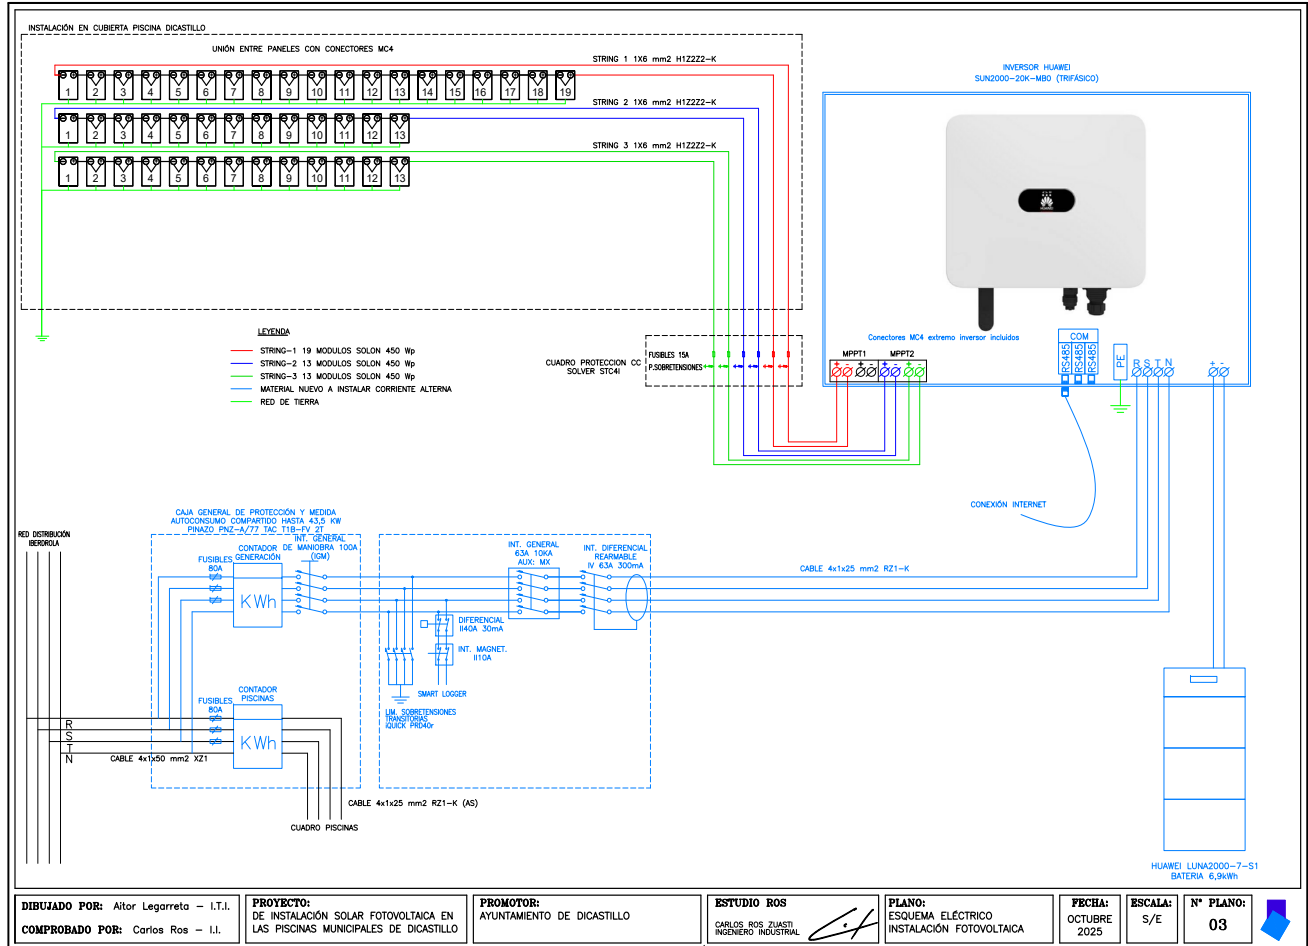 INSTALACIÓN EN CUBIERTA PISCINA DICASTILLO
UNIÓN ENTRE PANELES CON CONECTORES MC4
STRING 1 1X6 mm2 H1Z2Z2-K
1 2 3 4 5 6 7 8 9 10 11 12 13 14 15 16 17 18 19
STRING 2 1X6 mm2 H1Z2Z2-K
1 2 3 4 5 6 7 8 9 10 11 12 13
STRING 3 1X6 mm2 H1Z2Z2-K
1 2 3 4 5 6 7 8 9 10 11 12 13
INVERSOR HUAWEI
SUN2000-20K-MB0 (TRIFÁSICO)
HUAWEI
Conectores MC4 extremo inversor incluidos
MPPT1 MPPT2
+ - + - + - + -
COM
RS485 RS485 RS485
PE
R S T N
+ -
LEYENDA
STRING-1 19 MODULOS SOLON 450 Wp
STRING-2 13 MODULOS SOLON 450 Wp
STRING-3 13 MODULOS SOLON 450 Wp
MATERIAL NUEVO A INSTALAR CORRIENTE ALTERNA
RED DE TIERRA
CUADRO PROTECCION CC
SOLVER STC4I
FUSIBLES 15A
P.SOBRETENSIONES
CONEXIÓN INTERNET
CAJA GENERAL DE PROTECCIÓN Y MEDIDA
AUTOCONSUMO COMPARTIDO HASTA 43,5 KW
PINAZO PNZ-A/77 TAC T1B-FV 2T
RED DISTRIBUCIÓN
IBERDROLA
FUSIBLES
80A
CONTADOR
GENERACIÓN
KWh
INT. GENERAL
DE MANIOBRA 100A
(IGM)
INT. GENERAL
63A 10KA
AUX: MX
INT. DIFERENCIAL
REARMABLE
IV 63A 300mA
CABLE 4x1x25 mm2 RZ1-K
DIFERENCIAL
II40A 30mA
INT. MAGNET.
II10A
SMART LOGGER
LIM. SOBRETENSIONES
TRANSITORIAS
iQUICK PRD40r
FUSIBLES
80A
CONTADOR
PISCINAS
KWh
R
S
T
N
CABLE 4x1x50 mm2 XZ1
CABLE 4x1x25 mm2 RZ1-K (AS)
CUADRO PISCINAS
HUAWEI LUNA2000-7-S1
BATERIA 6,9kWh
DIBUJADO POR: Aitor Legarreta - I.T.I.
COMPROBADO POR: Carlos Ros - I.I.
PROYECTO:
DE INSTALACIÓN SOLAR FOTOVOLTAICA EN
LAS PISCINAS MUNICIPALES DE DICASTILLO
PROMOTOR:
AYUNTAMIENTO DE DICASTILLO
ESTUDIO ROS
CARLOS ROS ZUASTI
INGENIERO INDUSTRIAL
PLANO:
ESQUEMA ELÉCTRICO
INSTALACIÓN FOTOVOLTAICA
FECHA:
OCTUBRE
2025
ESCALA:
S/E
Nº PLANO:
03